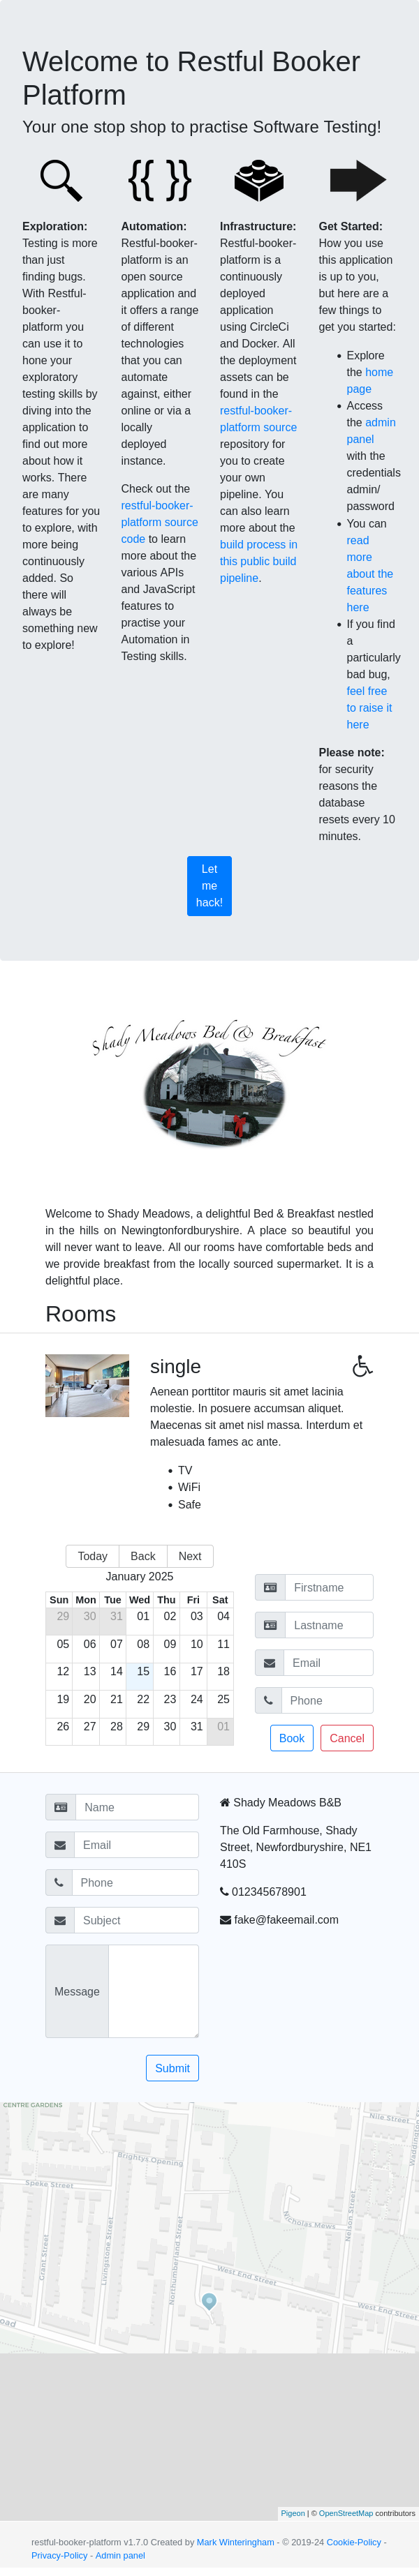 Welcome to Restful Booker
Platform
Your one stop shop to practise Software Testing!
{{ }}
Exploration:
Testing is more
than just
finding bugs.
With Restful-
booker-
platform you
can use it to
hone your
exploratory
testing skills by
diving into the
application to
find out more
about how it
works. There
are many
features for you
to explore, with
more being
continuously
added. So
there will
always be
something new
to explore!
Automation:
Restful-booker-
platform is an
open source
application and
it offers a range
of different
technologies
that you can
automate
against, either
online or via a
locally
deployed
instance.
Check out the
restful-booker-
platform source
code to learn
more about the
various APIs
and JavaScript
features to
practise your
Automation in
Testing skills.
Infrastructure:
Restful-booker-
platform is a
continuously
deployed
application
using CircleCi
and Docker. All
the deployment
assets can be
found in the
restful-booker-
platform source
repository for
you to create
your own
pipeline. You
can also learn
more about the
build process in
this public build
pipeline.
Get Started:
How you use
this application
is up to you,
but here are a
few things to
get you started:
• Explore
the home
page
• Access
the admin
panel
with the
credentials
admin/
password
• You can
read
more
about the
features
here
• If you find
a
particularly
bad bug,
feel free
to raise it
here
Please note:
for security
reasons the
database
resets every 10
minutes.
Let
me
hack!
Shady Meadows Bed & Breakfast
Welcome to Shady Meadows, a delightful Bed & Breakfast nestled
in the hills on Newingtonfordburyshire. A place so beautiful you
will never want to leave. All our rooms have comfortable beds and
we provide breakfast from the locally sourced supermarket. It is a
delightful place.
Rooms
single
Aenean porttitor mauris sit amet lacinia
molestie. In posuere accumsan aliquet.
Maecenas sit amet nisl massa. Interdum et
malesuada fames ac ante.
• TV
• WiFi
• Safe
Today Back Next
January 2025
Sun Mon Tue Wed Thu Fri Sat
29 30 31 01 02 03 04
05 06 07 08 09 10 11
12 13 14 15 16 17 18
19 20 21 22 23 24 25
26 27 28 29 30 31 01
Firstname
Lastname
Email
Phone
Book Cancel
Name
Email
Phone
Subject
Message
Submit
Shady Meadows B&B
The Old Farmhouse, Shady
Street, Newfordburyshire, NE1
410S
012345678901
fake@fakeemail.com
CENTRE GARDENS
Nile Street
Waddington St
Brightys Opening
Speke Street
Nicholas Mews
Nelson Street
Grant Street
Livingstone Street
Northumberland Street
West End Street
West End Street
oad
Pigeon | © OpenStreetMap contributors
restful-booker-platform v1.7.0 Created by Mark Winteringham - © 2019-24 Cookie-Policy -
Privacy-Policy - Admin panel